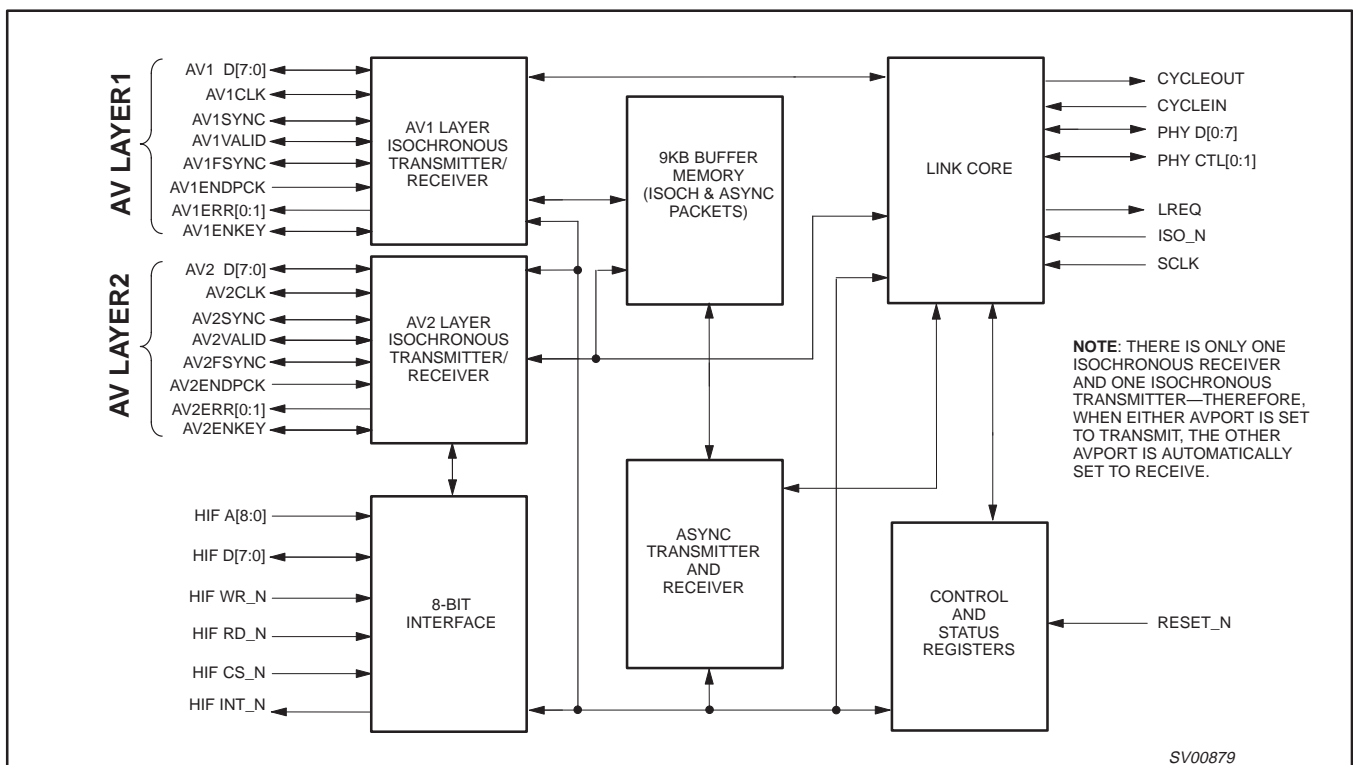 AV LAYER1
AV1 D[7:0]
AV1CLK
AV1SYNC
AV1VALID
AV1FSYNC
AV1ENDPCK
AV1ERR[0:1]
AV1ENKEY
AV1 LAYER
ISOCHRONOUS
TRANSMITTER/
RECEIVER
9KB BUFFER
MEMORY
(ISOCH & ASYNC
PACKETS)
LINK CORE
CYCLEOUT
CYCLEIN
PHY D[0:7]
PHY CTL[0:1]
LREQ
ISO_N
SCLK
AV LAYER2
AV2 D[7:0]
AV2CLK
AV2SYNC
AV2VALID
AV2FSYNC
AV2ENDPCK
AV2ERR[0:1]
AV2ENKEY
AV2 LAYER
ISOCHRONOUS
TRANSMITTER/
RECEIVER
NOTE: THERE IS ONLY ONE
ISOCHRONOUS RECEIVER
AND ONE ISOCHRONOUS
TRANSMITTER—THEREFORE,
WHEN EITHER AVPORT IS SET
TO TRANSMIT, THE OTHER
AVPORT IS AUTOMATICALLY
SET TO RECEIVE.
HIF A[8:0]
HIF D[7:0]
HIF WR_N
HIF RD_N
HIF CS_N
HIF INT_N
8-BIT
INTERFACE
ASYNC
TRANSMITTER
AND
RECEIVER
CONTROL
AND
STATUS
REGISTERS
RESET_N
SV00879